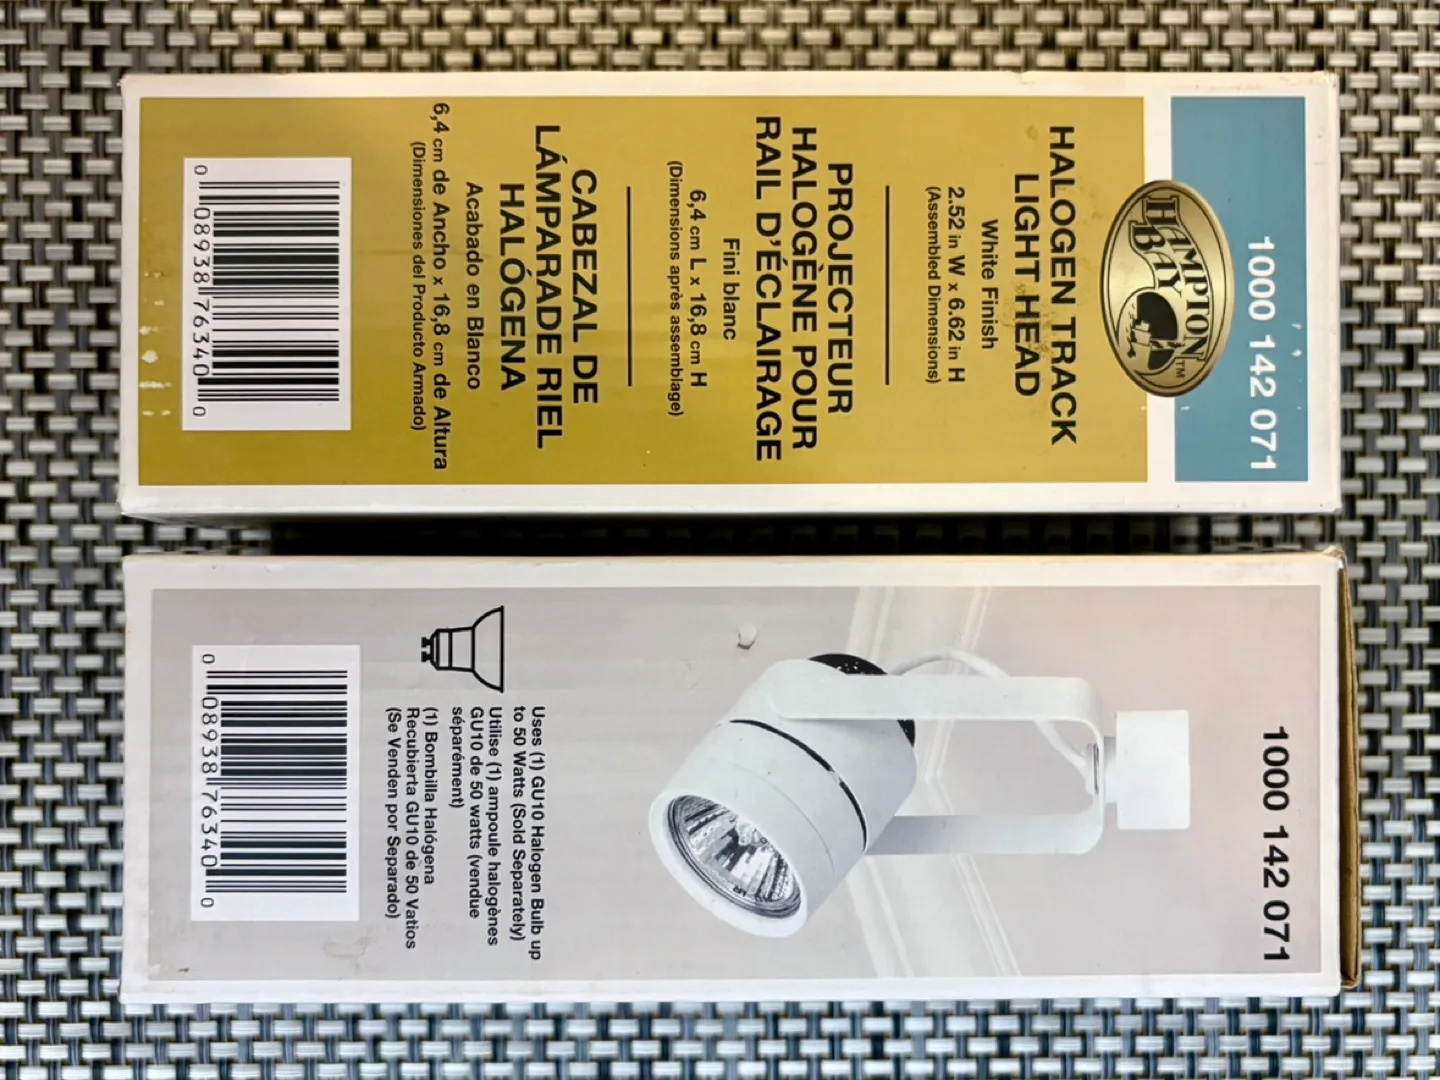 1000 142 071
HAMPTON
BAY
TM
HALOGEN TRACK
LIGHT HEAD
White Finish
2.52 in W x 6.62 in H
(Assembled Dimensions)
PROJECTEUR
HALOGÈNE POUR
RAIL D'ÉCLAIRAGE
Fini blanc
6,4 cm L x 16,8 cm H
(Dimensions après assemblage)
CABEZAL DE
LÁMPARA DE RIEL
HALÓGENA
Acabado en Blanco
6,4 cm de Ancho x 16,8 cm de Altura
(Dimensiones del Producto Armado)
0 08938 76340 0
1000 142 071
Uses (1) GU10 Halogen Bulb up
to 50 Watts (Sold Separately)
Utilise (1) ampoule halogènes
GU10 de 50 watts (vendue
séparément)
(1) Bombilla Halógena
Recubierta GU10 de 50 Vatios
(Se Venden por Separado)
0 08938 76340 0